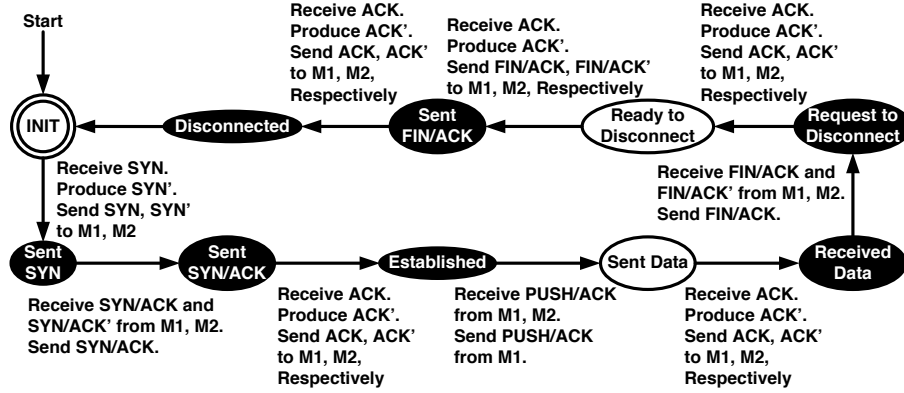 Start
INIT
Receive SYN.
Produce SYN’.
Send SYN, SYN’
to M1, M2
Sent
SYN
Receive SYN/ACK and
SYN/ACK’ from M1, M2.
Send SYN/ACK.
Sent
SYN/ACK
Receive ACK.
Produce ACK’.
Send ACK, ACK’
to M1, M2,
Respectively
Established
Receive PUSH/ACK
from M1, M2.
Send PUSH/ACK
from M1.
Sent Data
Receive ACK.
Produce ACK’.
Send ACK, ACK’
to M1, M2,
Respectively
Received
Data
Receive FIN/ACK and
FIN/ACK’ from M1, M2.
Send FIN/ACK.
Request to
Disconnect
Receive ACK.
Produce ACK’.
Send ACK, ACK’
to M1, M2,
Respectively
Ready to
Disconnect
Receive ACK.
Produce ACK’.
Send FIN/ACK, FIN/ACK’
to M1, M2, Respectively
Sent
FIN/ACK
Receive ACK.
Produce ACK’.
Send ACK, ACK’
to M1, M2,
Respectively
Disconnected